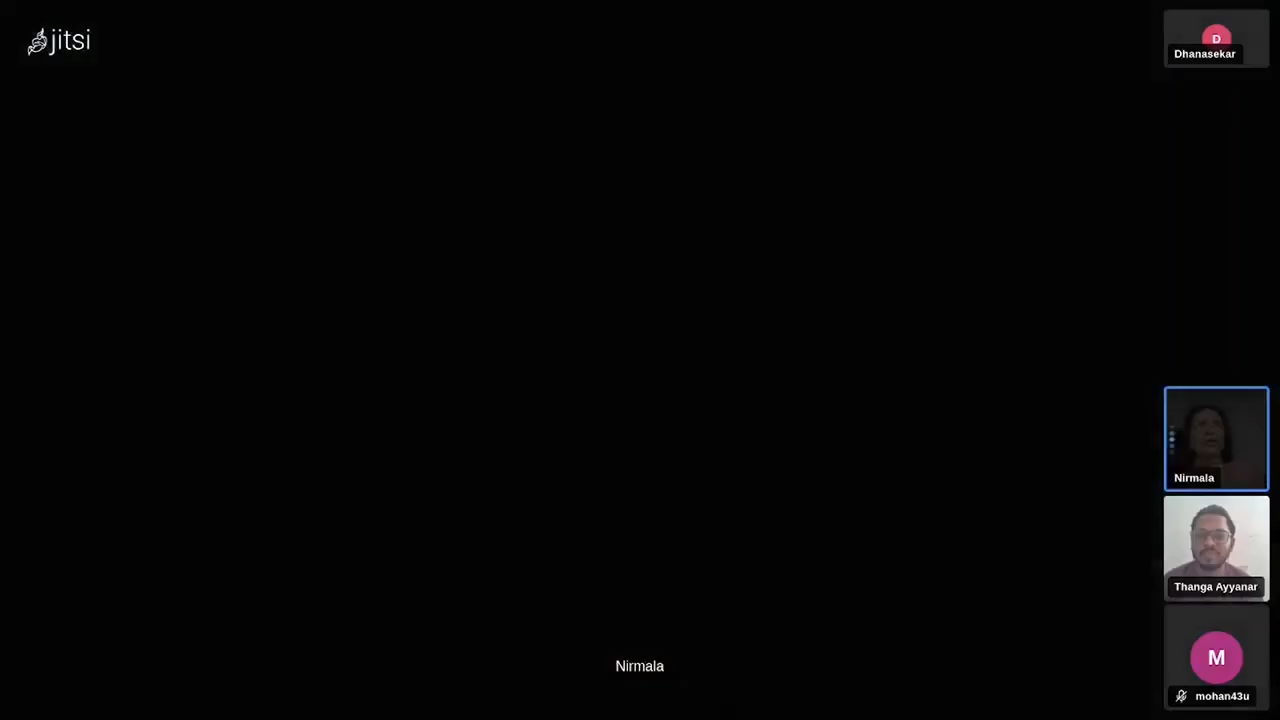 jitsi
D
Dhanasekar
Nirmala
Thanga Ayyanar
M
mohan43u
Nirmala